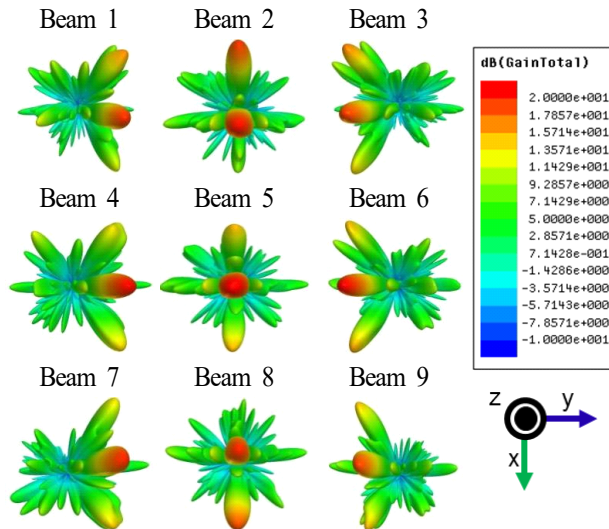 Beam 1 Beam 2 Beam 3
dB(GainTotal)
2.0000e+001
1.7857e+001
1.5714e+001
1.3571e+001
1.1429e+001
9.2857e+000
7.1429e+000
5.0000e+000
2.8571e+000
7.1428e-001
-1.4286e+000
-3.5714e+000
-5.7143e+000
-7.8571e+000
-1.0000e+001
Beam 4 Beam 5 Beam 6
Beam 7 Beam 8 Beam 9
z y
x